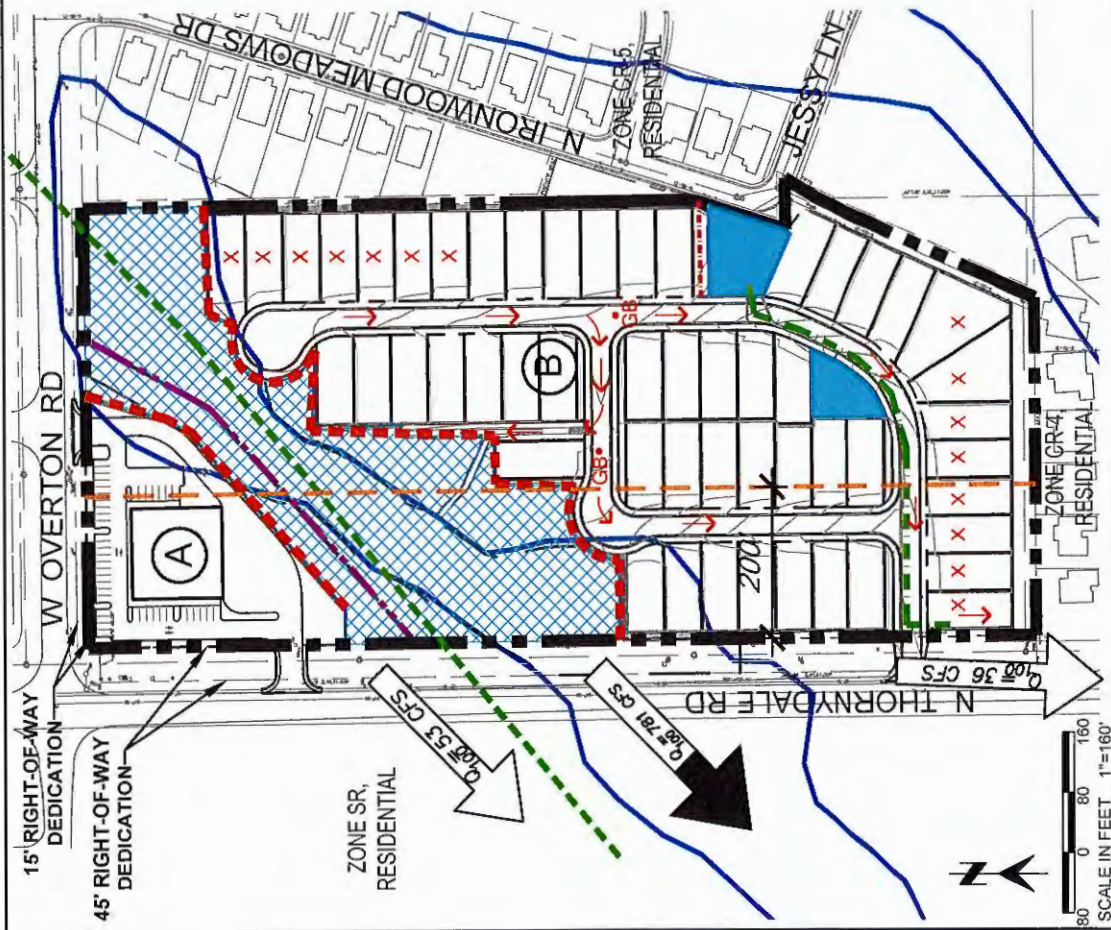 15' RIGHT-OF-WAY
DEDICATION
W OVERTON RD
45' RIGHT-OF-WAY
DEDICATION
A
N IRONWOOD MEADOWS DR
ZONE CR-5,
RESIDENTIAL
JESSY LN
B
GB
GB
200'
ZONE SR,
RESIDENTIAL
Q100=53 CFS
Q100=781 CFS
N THORNYDALE RD
Q100=36 CFS
ZONE CR-4,
RESIDENTIAL
X X X X X X X
X X X X X X X
N
80 0 80 160
SCALE IN FEET 1"=160'